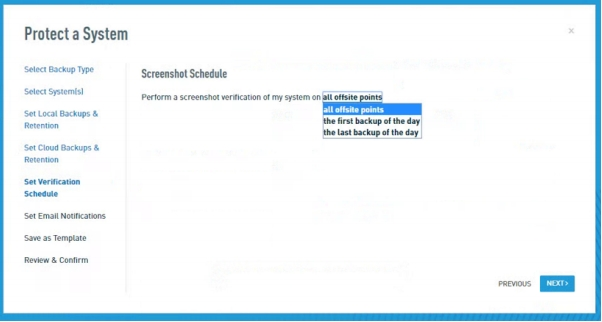 Protect a System
×
Select Backup Type
Select System(s)
Set Local Backups &
Retention
Set Cloud Backups &
Retention
Set Verification
Schedule
Set Email Notifications
Save as Template
Review & Confirm
Screenshot Schedule
Perform a screenshot verification of my system on all offsite points
all offsite points
the first backup of the day
the last backup of the day
PREVIOUS
NEXT ›